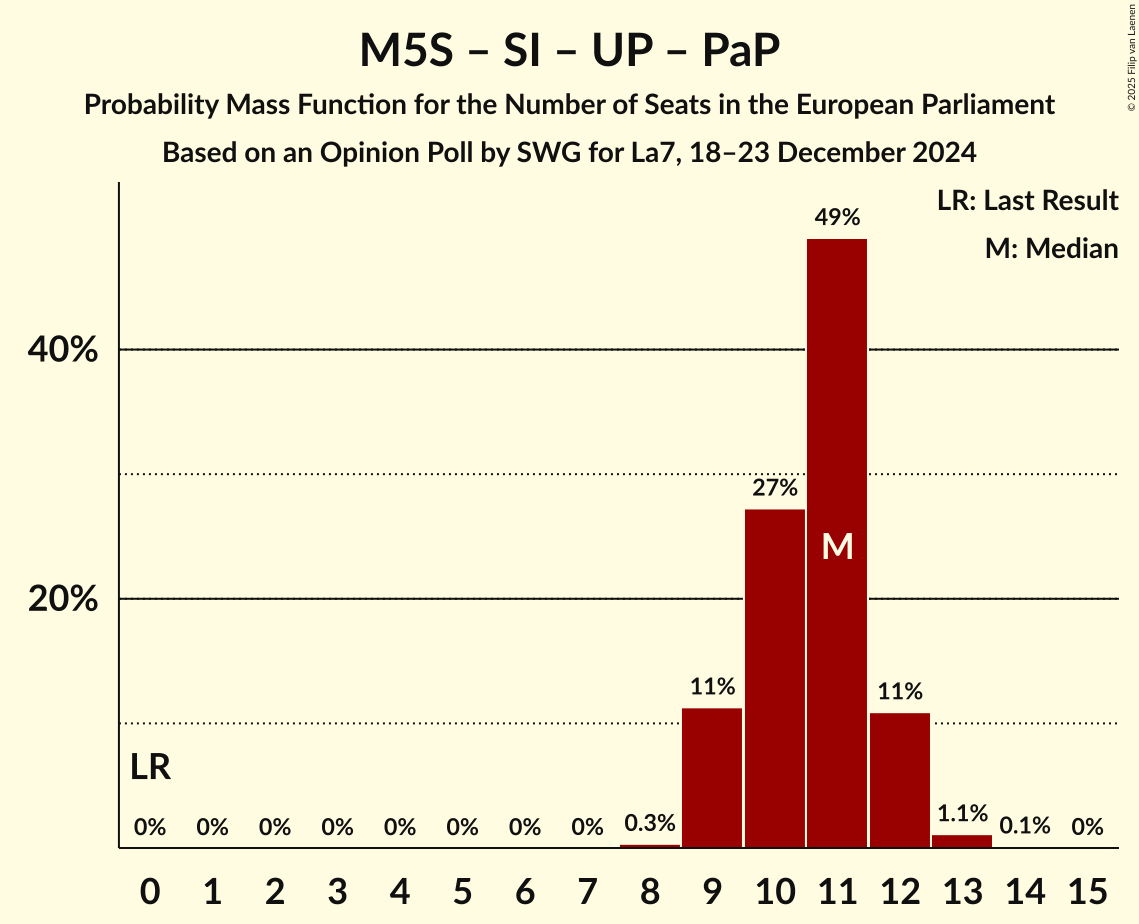 M5S – SI – UP – PaP
Probability Mass Function for the Number of Seats in the European Parliament
Based on an Opinion Poll by SWG for La7, 18–23 December 2024
© 2025 Filip van Laenen
LR: Last Result
M: Median
49%
40%
27%
M
20%
11%
11%
LR
0% 0% 0% 0% 0% 0% 0% 0% 0.3% 1.1% 0.1% 0%
0 1 2 3 4 5 6 7 8 9 10 11 12 13 14 15